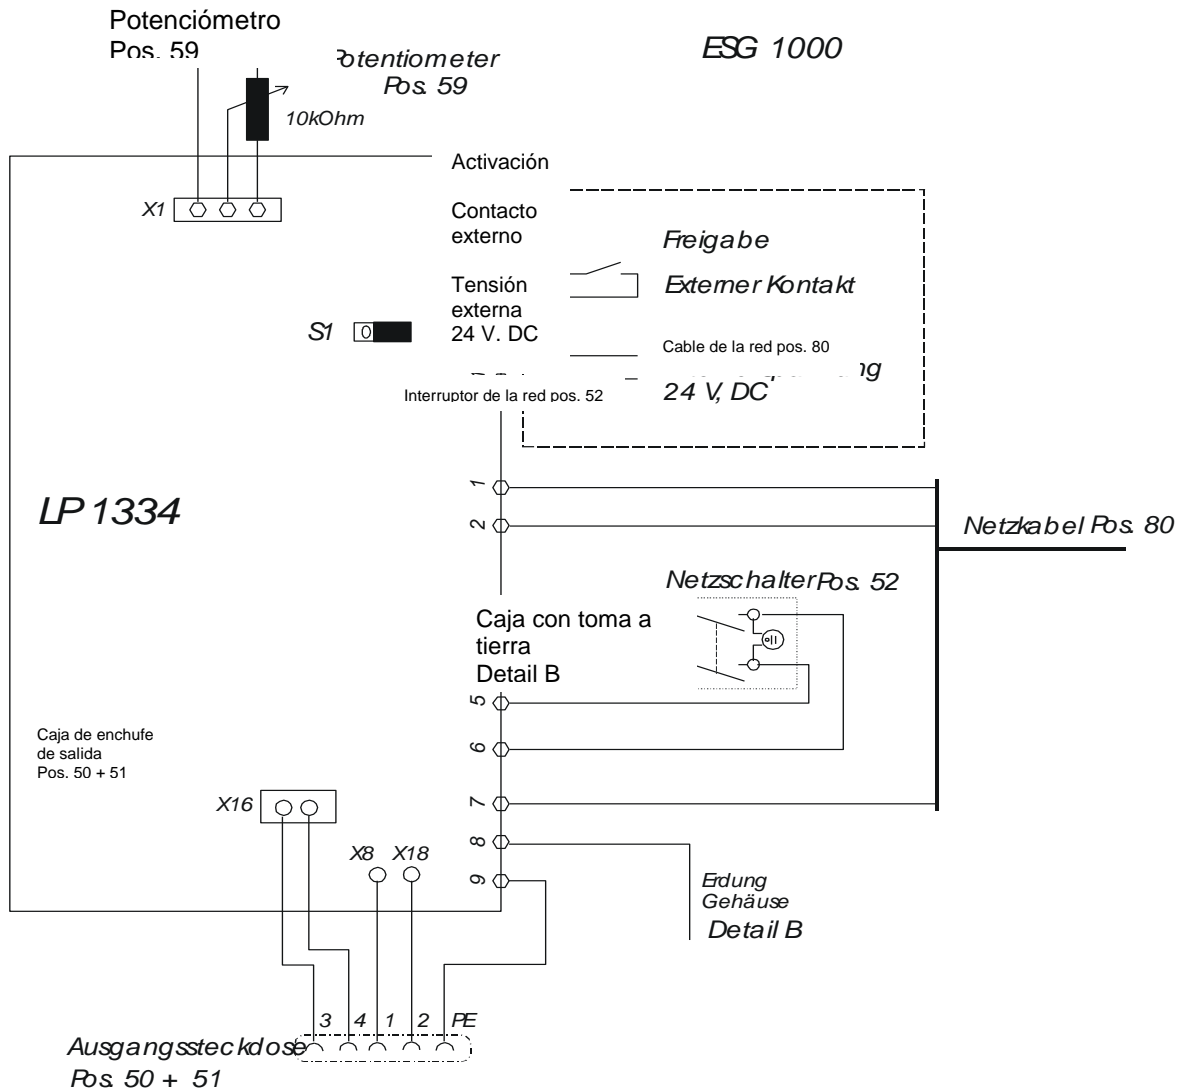 Potenciómetro
Pos. 59
Potentiometer
Pos. 59
ESG 1000
10kOhm
Activación
X1
Contacto
externo
Freigabe
Externer Kontakt
Tensión
externa
24 V. DC
S1
Cable de la red pos. 80
24 V, DC
Interruptor de la red pos. 52
LP 1334
1
2
Netzkabel Pos. 80
Netzschalter Pos. 52
Caja con toma a
tierra
Detail B
5
6
Caja de enchufe
de salida
Pos. 50 + 51
X16
7
8
X8 X18
9
Erdung
Gehäuse
Detail B
3 4 1 2 PE
Ausgangssteckdose
Pos. 50 + 51